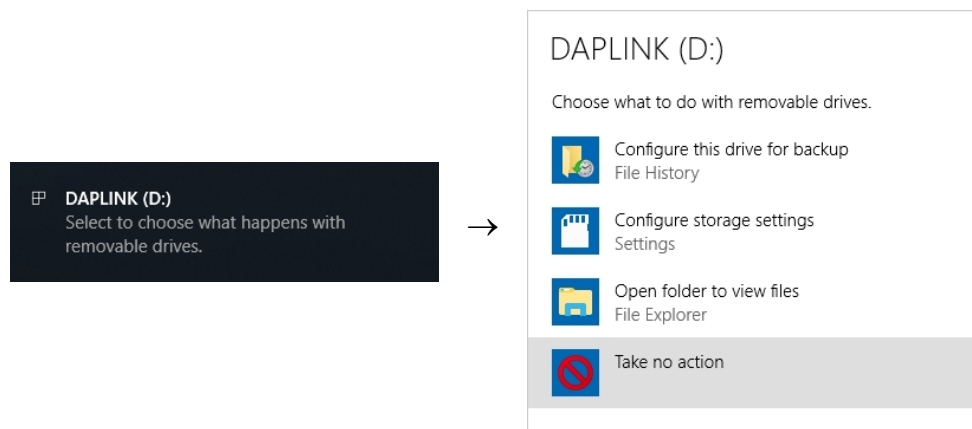 DAPLINK (D:)
Select to choose what happens with
removable drives.
→
DAPLINK (D:)
Choose what to do with removable drives.
Configure this drive for backup
File History
Configure storage settings
Settings
Open folder to view files
File Explorer
Take no action